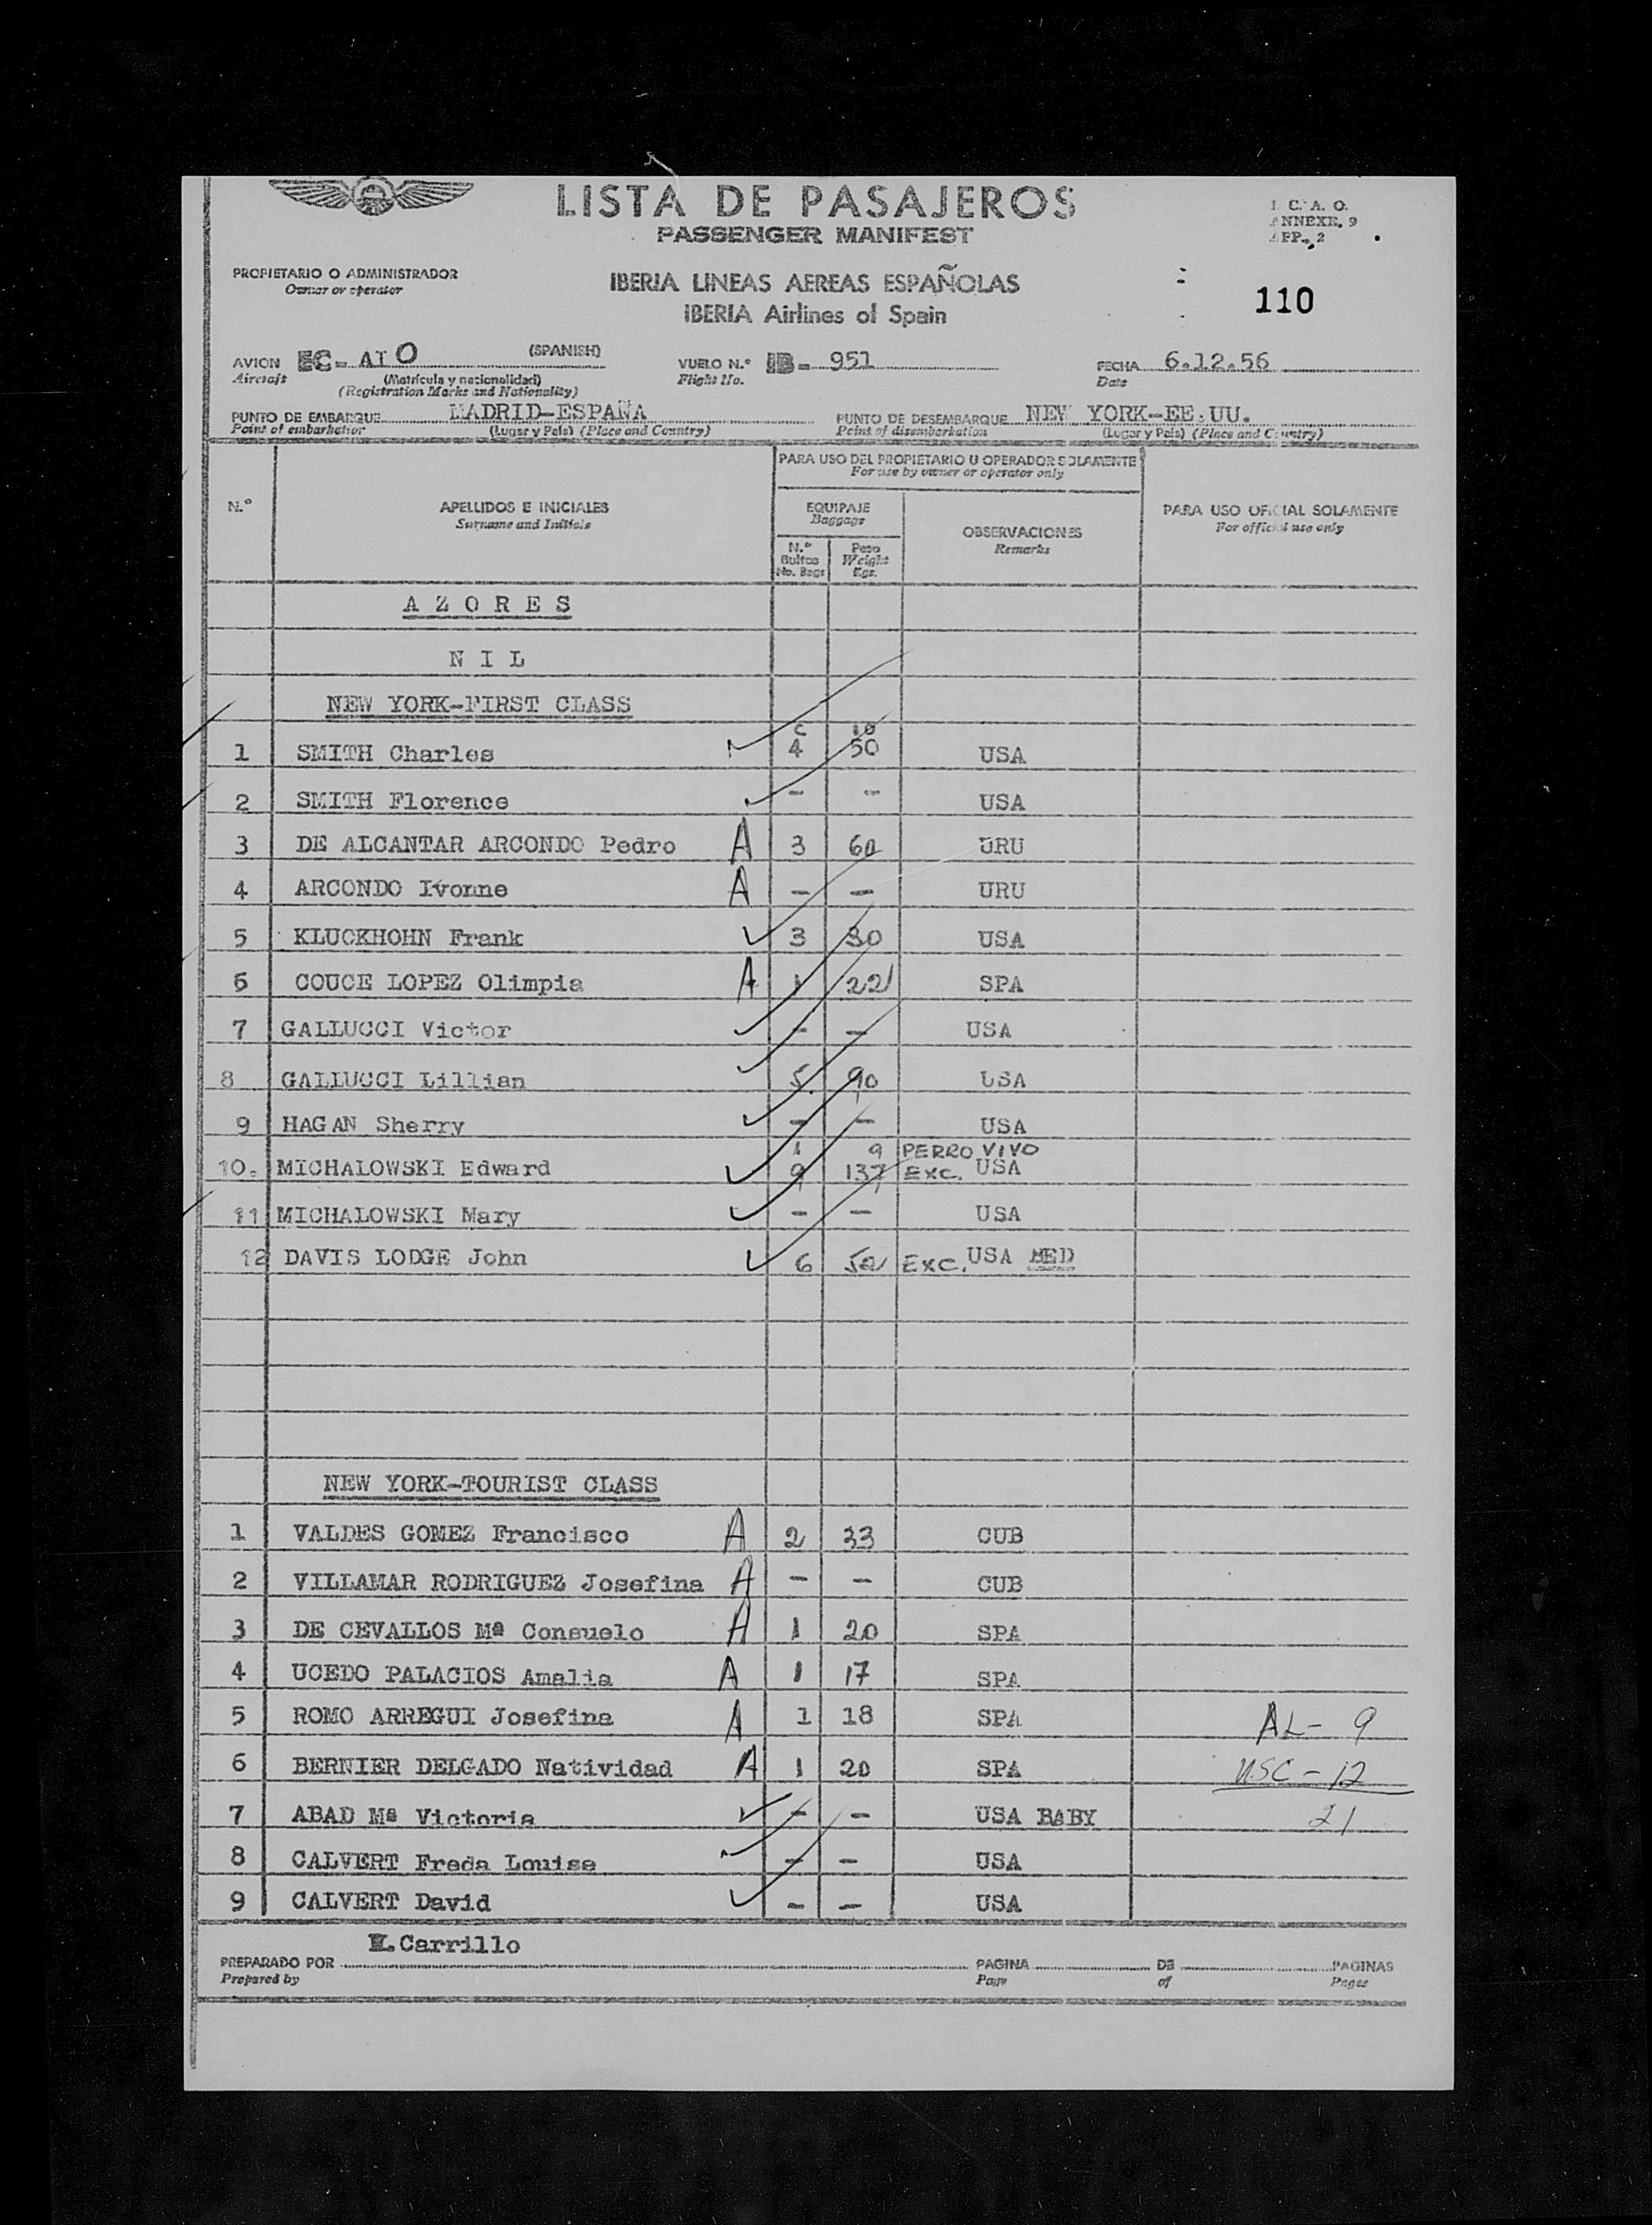 LISTA DE PASAJEROS
PASSENGER MANIFEST
I. C. A. O.
ANNEXE, 9
APP., 2
PROPIETARIO O ADMINISTRADOR
Owner or operator
IBERIA LINEAS AEREAS ESPAÑOLAS
IBERIA Airlines of Spain
110
AVION EC-AIO (SPANISH) VUELO N.º IB- 951 FECHA 6.12.56
Aircraft (Matrícula y nacionalidad) Flight No. Date
(Registration Marks and Nationality)
PUNTO DE EMBARQUE MADRID-ESPAÑA PUNTO DE DESEMBARQUE NEW YORK-EE.UU.
Point of embarkation (Lugar y País) (Place and Country) Point of disembarkation (Lugar y País) (Place and Country)
PARA USO DEL PROPIETARIO U OPERADOR SOLAMENTE
For use by owner or operator only
N.º APELLIDOS E INICIALES EQUIPAJE OBSERVACIONES PARA USO OFICIAL SOLAMENTE
Surname and Initials Baggage Remarks For official use only
N.º Bultos Peso
No. Bags Weight Kgs.
A Z O R E S
N I L
NEW YORK-FIRST CLASS
1 SMITH Charles 4 50 USA
2 SMITH Florence - - USA
3 DE ALCANTAR ARCONDO Pedro A 3 60 URU
4 ARCONDO Ivonne A - - URU
5 KLUCKHOHN Frank 3 30 USA
6 COUCE LOPEZ Olimpia A 1 22 SPA
7 GALLUCCI Victor - - USA
8 GALLUCCI Lillian 5 90 USA
9 HAGAN Sherry - - USA
1 9 PERRO VIVO
10. MICHALOWSKI Edward 9 137 EXC. USA
11 MICHALOWSKI Mary - - USA
12 DAVIS LODGE John 6 52 EXC. USA MED
NEW YORK-TOURIST CLASS
1 VALDES GOMEZ Francisco A 2 33 CUB
2 VILLAMAR RODRIGUEZ Josefina A - - CUB
3 DE CEVALLOS Mª Consuelo A 1 20 SPA
4 UCEDO PALACIOS Amalia A 1 17 SPA
5 ROMO ARREGUI Josefina A 1 18 SPA AL- 9
6 BERNIER DELGADO Natividad A 1 20 SPA USC - 12
7 ABAD Mª Victoria - - USA BABY 21
8 CALVERT Freda Louise - - USA
9 CALVERT David - - USA
Carrillo
PREPARADO POR PAGINA DE PAGINAS
Prepared by Page of Pages